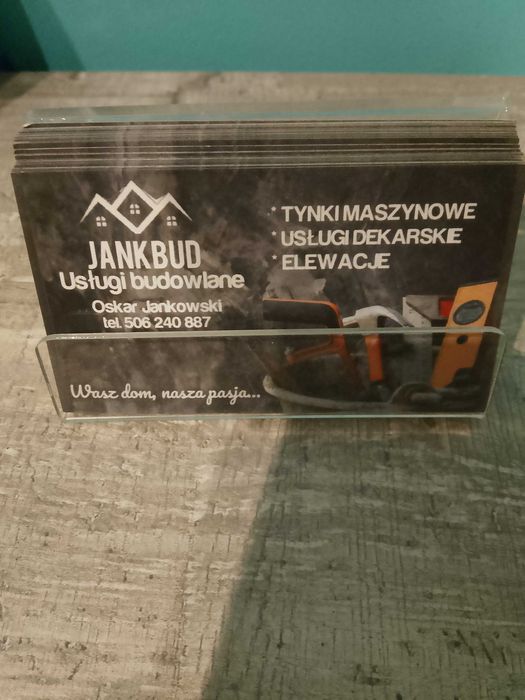 JANKBUD
Usługi budowlane
Oskar Jankowski
tel. 506 240 887
* TYNKI MASZYNOWE
* USŁUGI DEKARSKIE
* ELEWACJE
Wasz dom, nasza pasja...